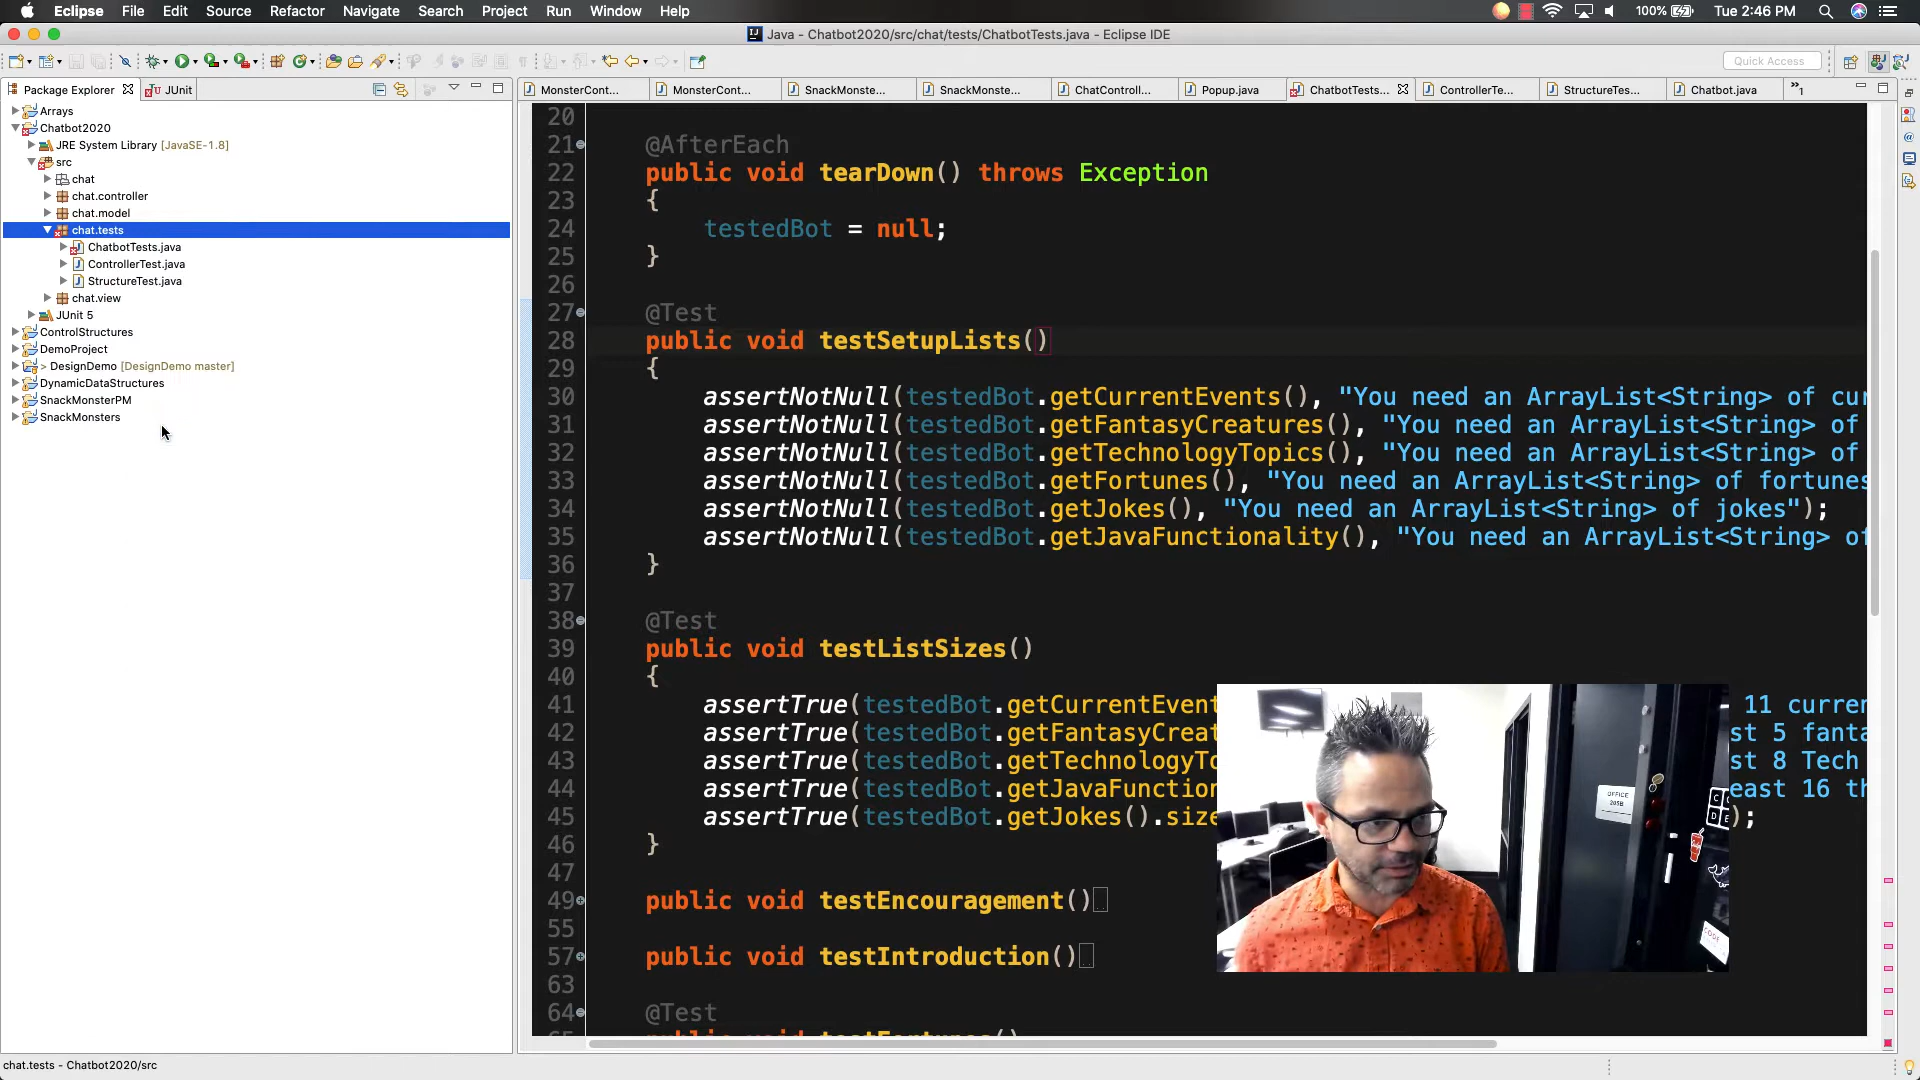 Eclipse File Edit Source Refactor Navigate Search Project Run Window Help 100% Tue 2:46 PM
Java - Chatbot2020/src/chat/tests/ChatbotTests.java - Eclipse IDE
Quick Access
Package Explorer JUnit
MonsterCont... MonsterCont... SnackMonste... SnackMonste... ChatControll... Popup.java ChatbotTests... ControllerTe... StructureTes... Chatbot.java »1
Arrays
Chatbot2020
JRE System Library [JavaSE-1.8]
src
chat
chat.controller
chat.model
chat.tests
ChatbotTests.java
ControllerTest.java
StructureTest.java
chat.view
JUnit 5
ControlStructures
DemoProject
> DesignDemo [DesignDemo master]
DynamicDataStructures
SnackMonsterPM
SnackMonsters
20
21 @AfterEach
22 public void tearDown() throws Exception
23 {
24 testedBot = null;
25 }
26
27 @Test
28 public void testSetupLists()
29 {
30 assertNotNull(testedBot.getCurrentEvents(), "You need an ArrayList<String> of cur
31 assertNotNull(testedBot.getFantasyCreatures(), "You need an ArrayList<String> of
32 assertNotNull(testedBot.getTechnologyTopics(), "You need an ArrayList<String> of
33 assertNotNull(testedBot.getFortunes(), "You need an ArrayList<String> of fortunes
34 assertNotNull(testedBot.getJokes(), "You need an ArrayList<String> of jokes");
35 assertNotNull(testedBot.getJavaFunctionality(), "You need an ArrayList<String> of
36 }
37
38 @Test
39 public void testListSizes()
40 {
41 assertTrue(testedBot.getCurrentEvent 11 curren
42 assertTrue(testedBot.getFantasyCreat st 5 fanta
43 assertTrue(testedBot.getTechnologyTo st 8 Tech
44 assertTrue(testedBot.getJavaFunction east 16 th
45 assertTrue(testedBot.getJokes().size );
46 }
47
49 public void testEncouragement()
55
57 public void testIntroduction()
63
64 @Test
OFFICE
205B
chat.tests - Chatbot2020/src